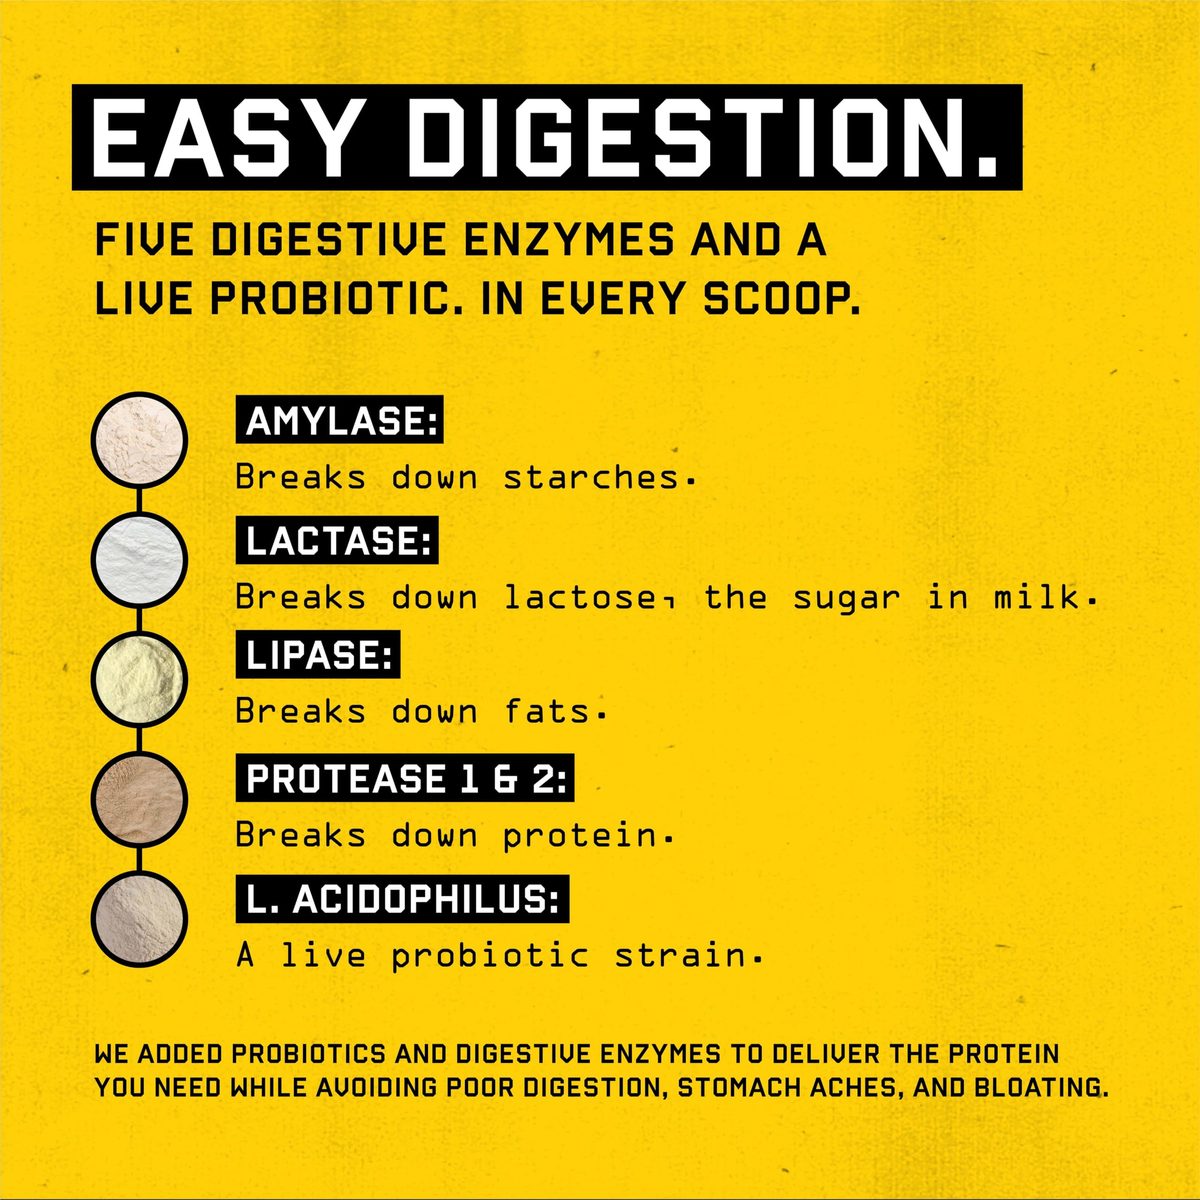 EASY DIGESTION.
FIVE DIGESTIVE ENZYMES AND A
LIVE PROBIOTIC. IN EVERY SCOOP.
AMYLASE:
Breaks down starches.
LACTASE:
Breaks down lactose, the sugar in milk.
LIPASE:
Breaks down fats.
PROTEASE 1 & 2:
Breaks down protein.
L. ACIDOPHILUS:
A live probiotic strain.
WE ADDED PROBIOTICS AND DIGESTIVE ENZYMES TO DELIVER THE PROTEIN
YOU NEED WHILE AVOIDING POOR DIGESTION, STOMACH ACHES, AND BLOATING.